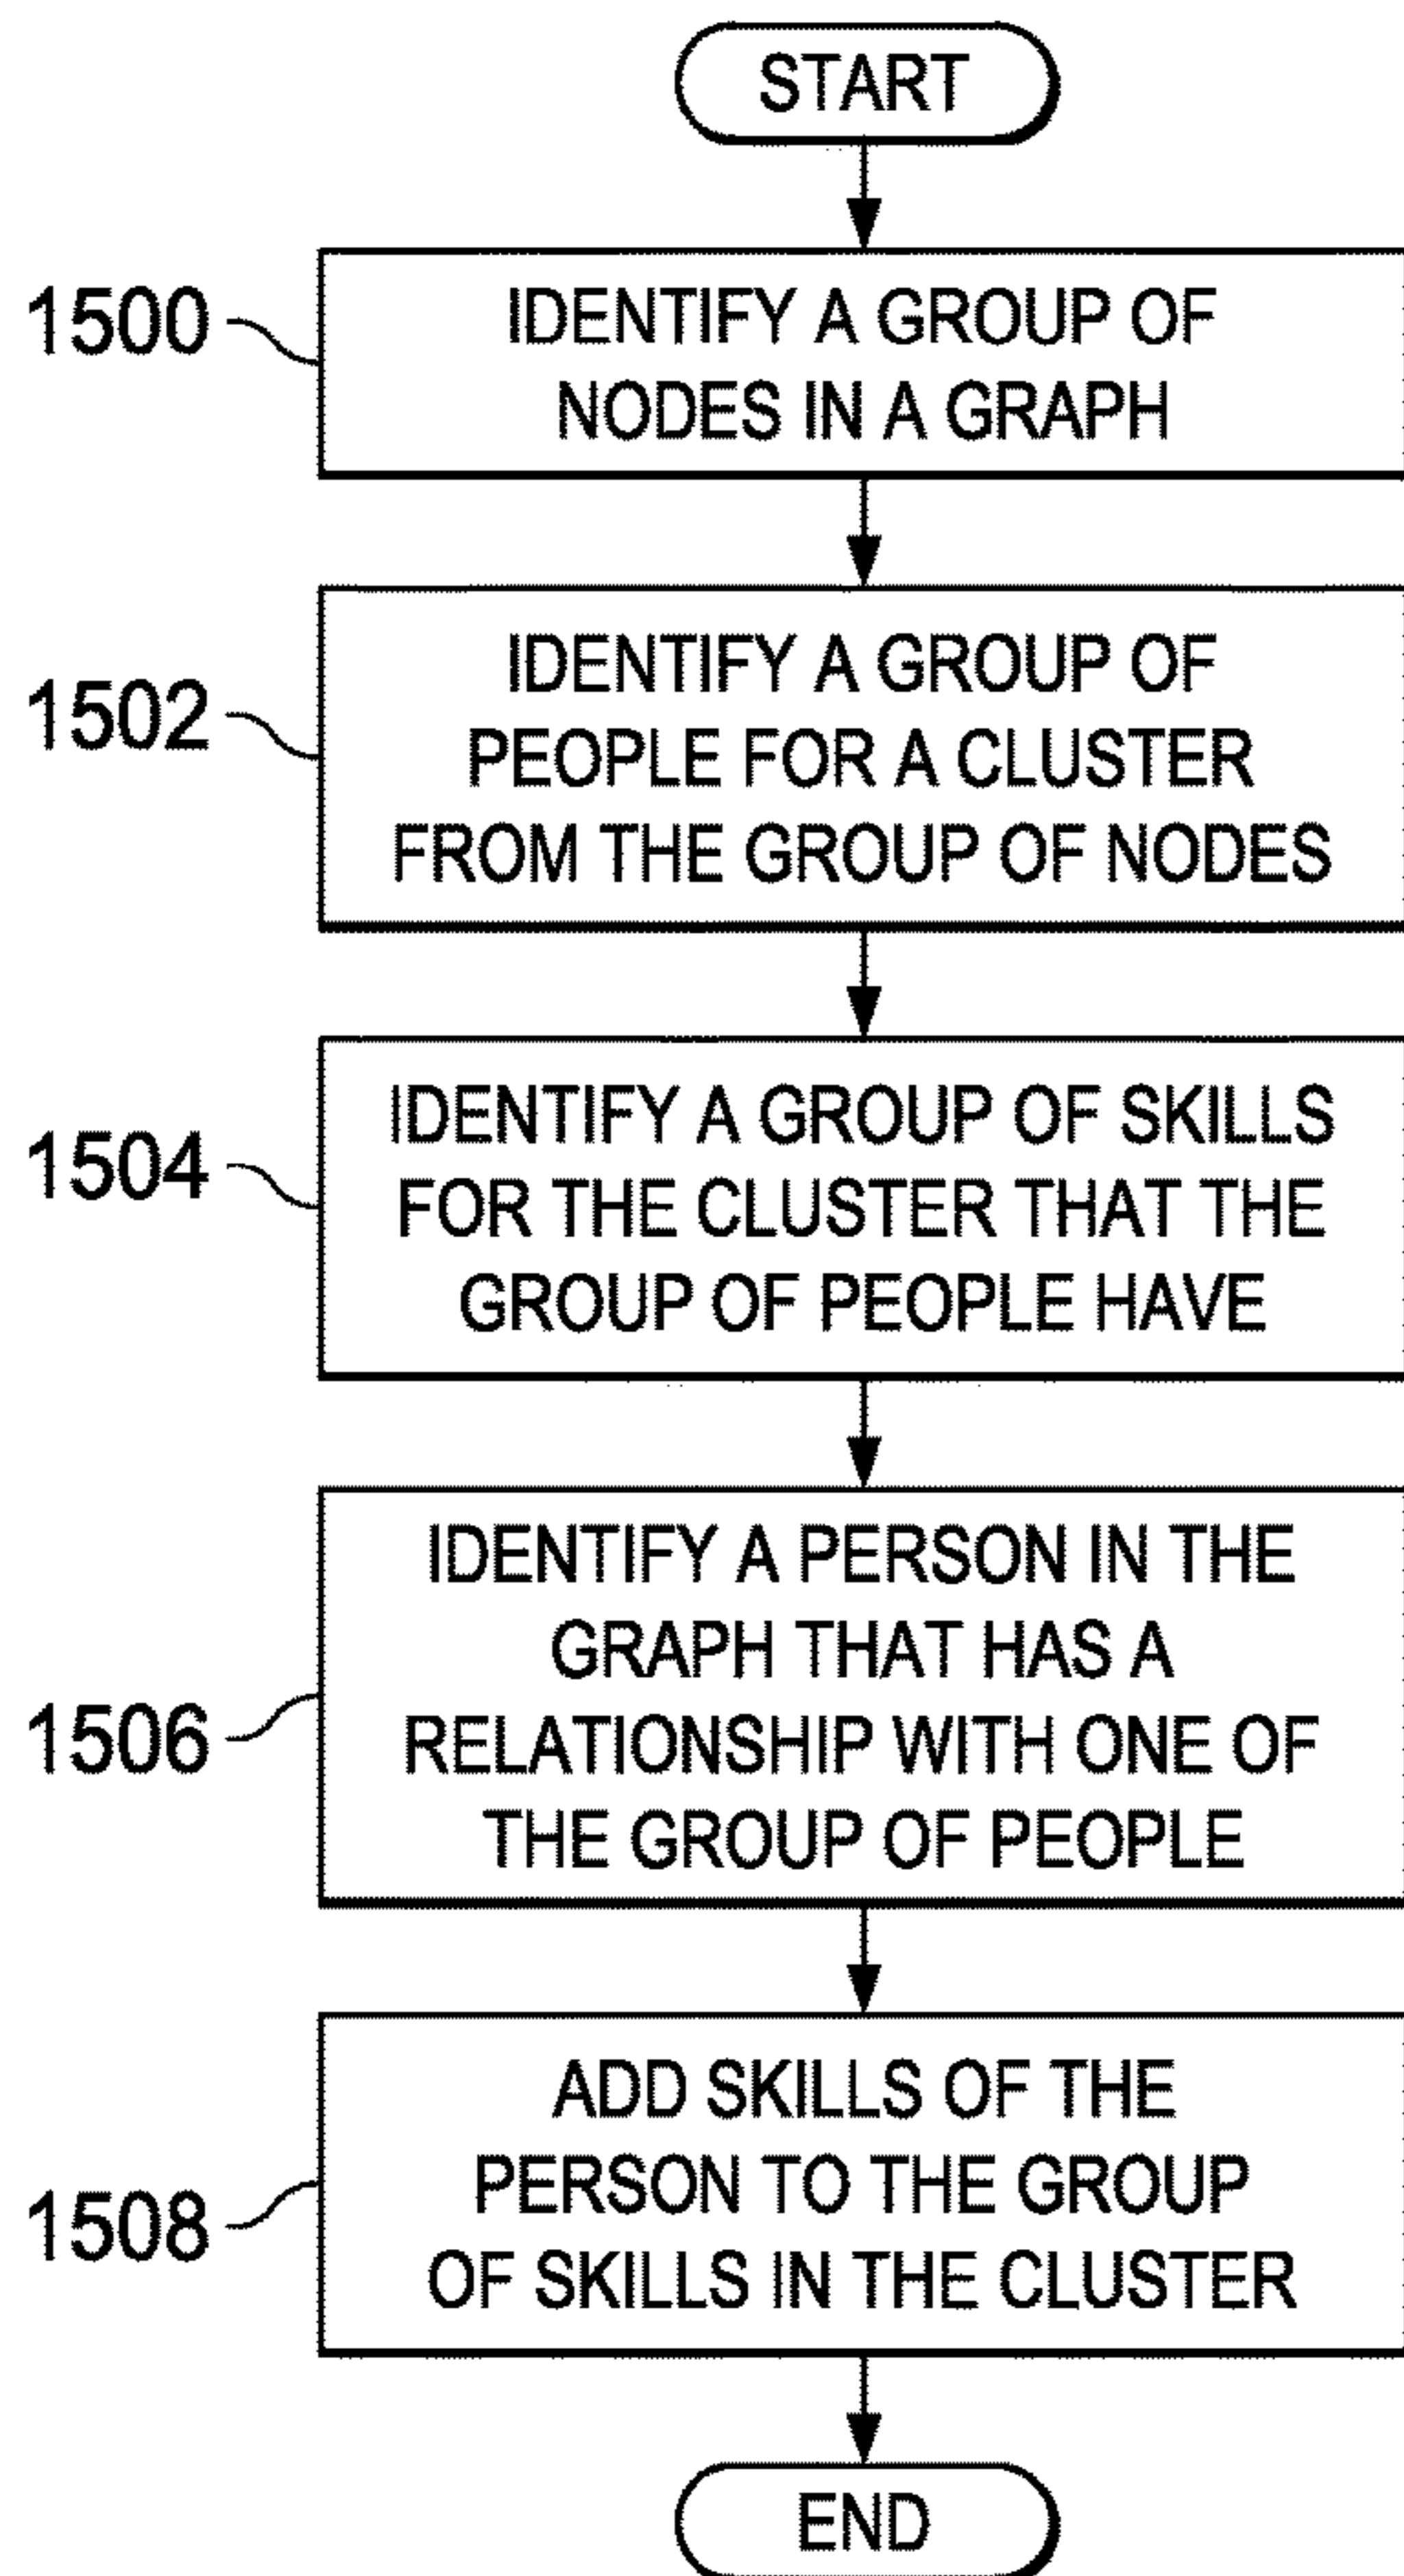 START
1500
IDENTIFY A GROUP OF
NODES IN A GRAPH
1502
IDENTIFY A GROUP OF
PEOPLE FOR A CLUSTER
FROM THE GROUP OF NODES
1504
IDENTIFY A GROUP OF SKILLS
FOR THE CLUSTER THAT THE
GROUP OF PEOPLE HAVE
1506
IDENTIFY A PERSON IN THE
GRAPH THAT HAS A
RELATIONSHIP WITH ONE OF
THE GROUP OF PEOPLE
1508
ADD SKILLS OF THE
PERSON TO THE GROUP
OF SKILLS IN THE CLUSTER
END